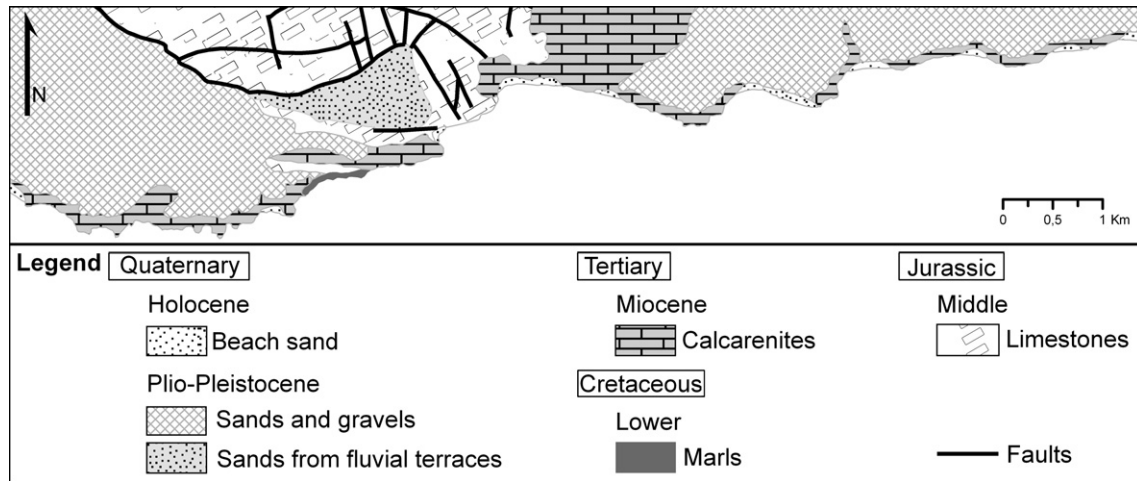 N
0 0,5 1 Km
Legend Quaternary Tertiary Jurassic
Holocene Miocene Middle
Beach sand Calcarenites Limestones
Plio-Pleistocene Cretaceous
Sands and gravels Lower
Sands from fluvial terraces Marls Faults